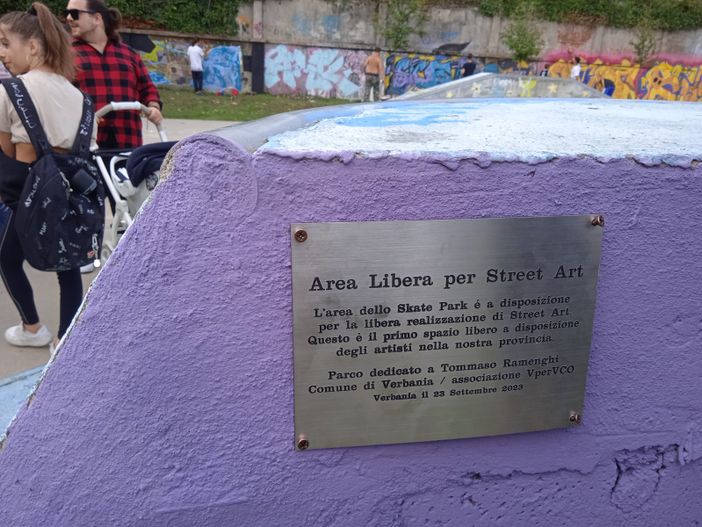 Area Libera per Street Art
L'area dello Skate Park é a disposizione
per la libera realizzazione di Street Art.
Questo é il primo spazio libero a disposizione
degli artisti nella nostra provincia.
Parco dedicato a Tommaso Ramenghi
Comune di Verbania / associazione VperVCO
Verbania il 23 Settembre 2023